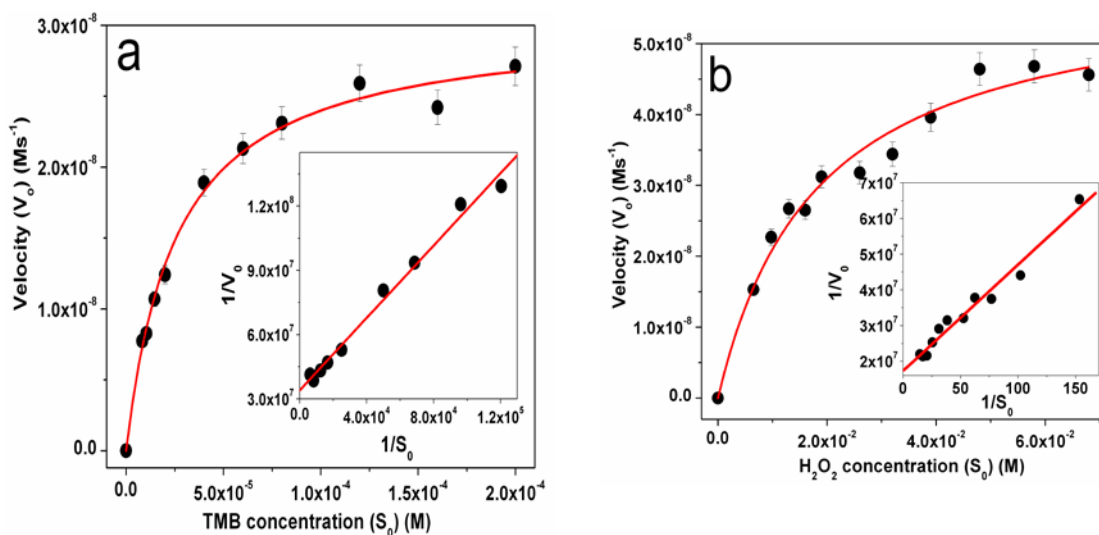 a
3.0x10⁻⁸
2.0x10⁻⁸
1.0x10⁻⁸
0.0
Velocity (Vₒ) (Ms⁻¹)
0.0
5.0x10⁻⁵
1.0x10⁻⁴
1.5x10⁻⁴
2.0x10⁻⁴
TMB concentration (S₀) (M)
1.2x10⁸
9.0x10⁷
6.0x10⁷
3.0x10⁷
1/V₀
0.0
4.0x10⁴
8.0x10⁴
1.2x10⁵
1/S₀
b
5.0x10⁻⁸
4.0x10⁻⁸
3.0x10⁻⁸
2.0x10⁻⁸
1.0x10⁻⁸
0.0
Velocity (Vₒ) (Ms⁻¹)
0.0
2.0x10⁻²
4.0x10⁻²
6.0x10⁻²
H₂O₂ concentration (S₀) (M)
7x10⁷
6x10⁷
5x10⁷
4x10⁷
3x10⁷
2x10⁷
1/V₀
0
50
100
150
1/S₀